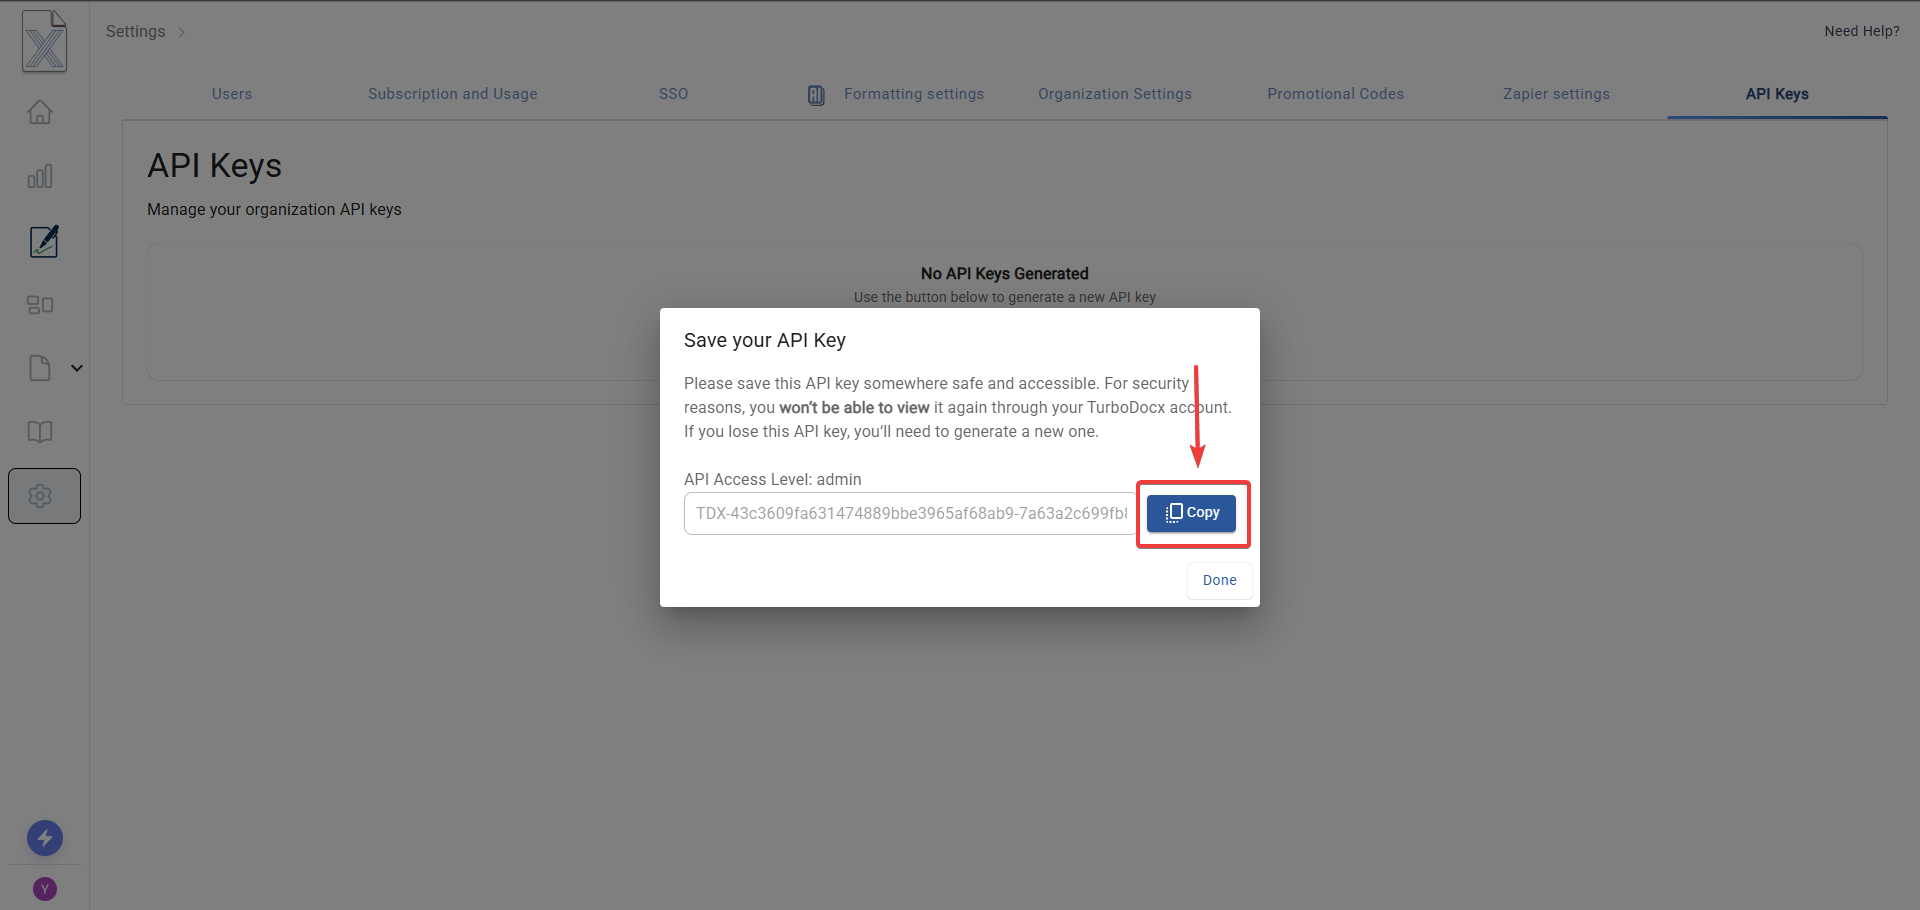 Settings
Need Help?
Users
Subscription and Usage
SSO
Formatting settings
Organization Settings
Promotional Codes
Zapier settings
API Keys
API Keys
Manage your organization API keys
No API Keys Generated
Use the button below to generate a new API key
Save your API Key
Please save this API key somewhere safe and accessible. For security
reasons, you won't be able to view it again through your TurboDocx account.
If you lose this API key, you'll need to generate a new one.
API Access Level: admin
TDX-43c3609fa631474889bbe3965af68ab9-7a63a2c699fb8
Copy
Done
Y